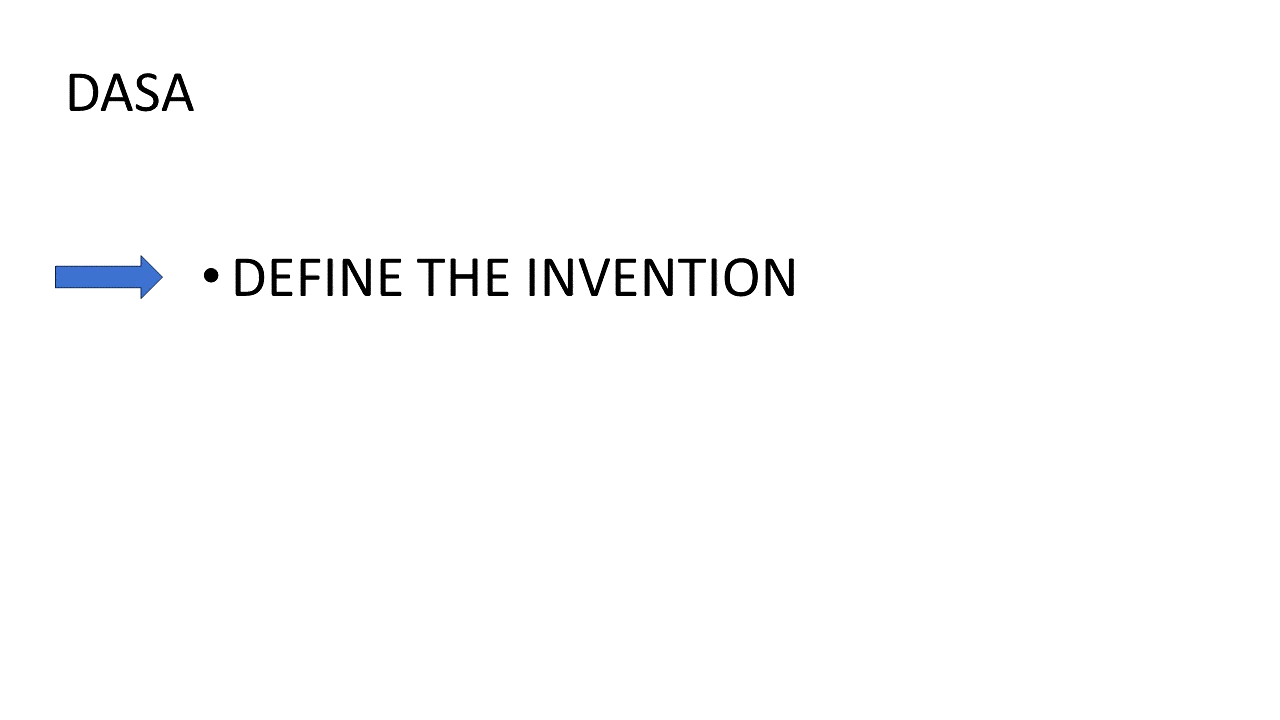 DASA
• DEFINE THE INVENTION